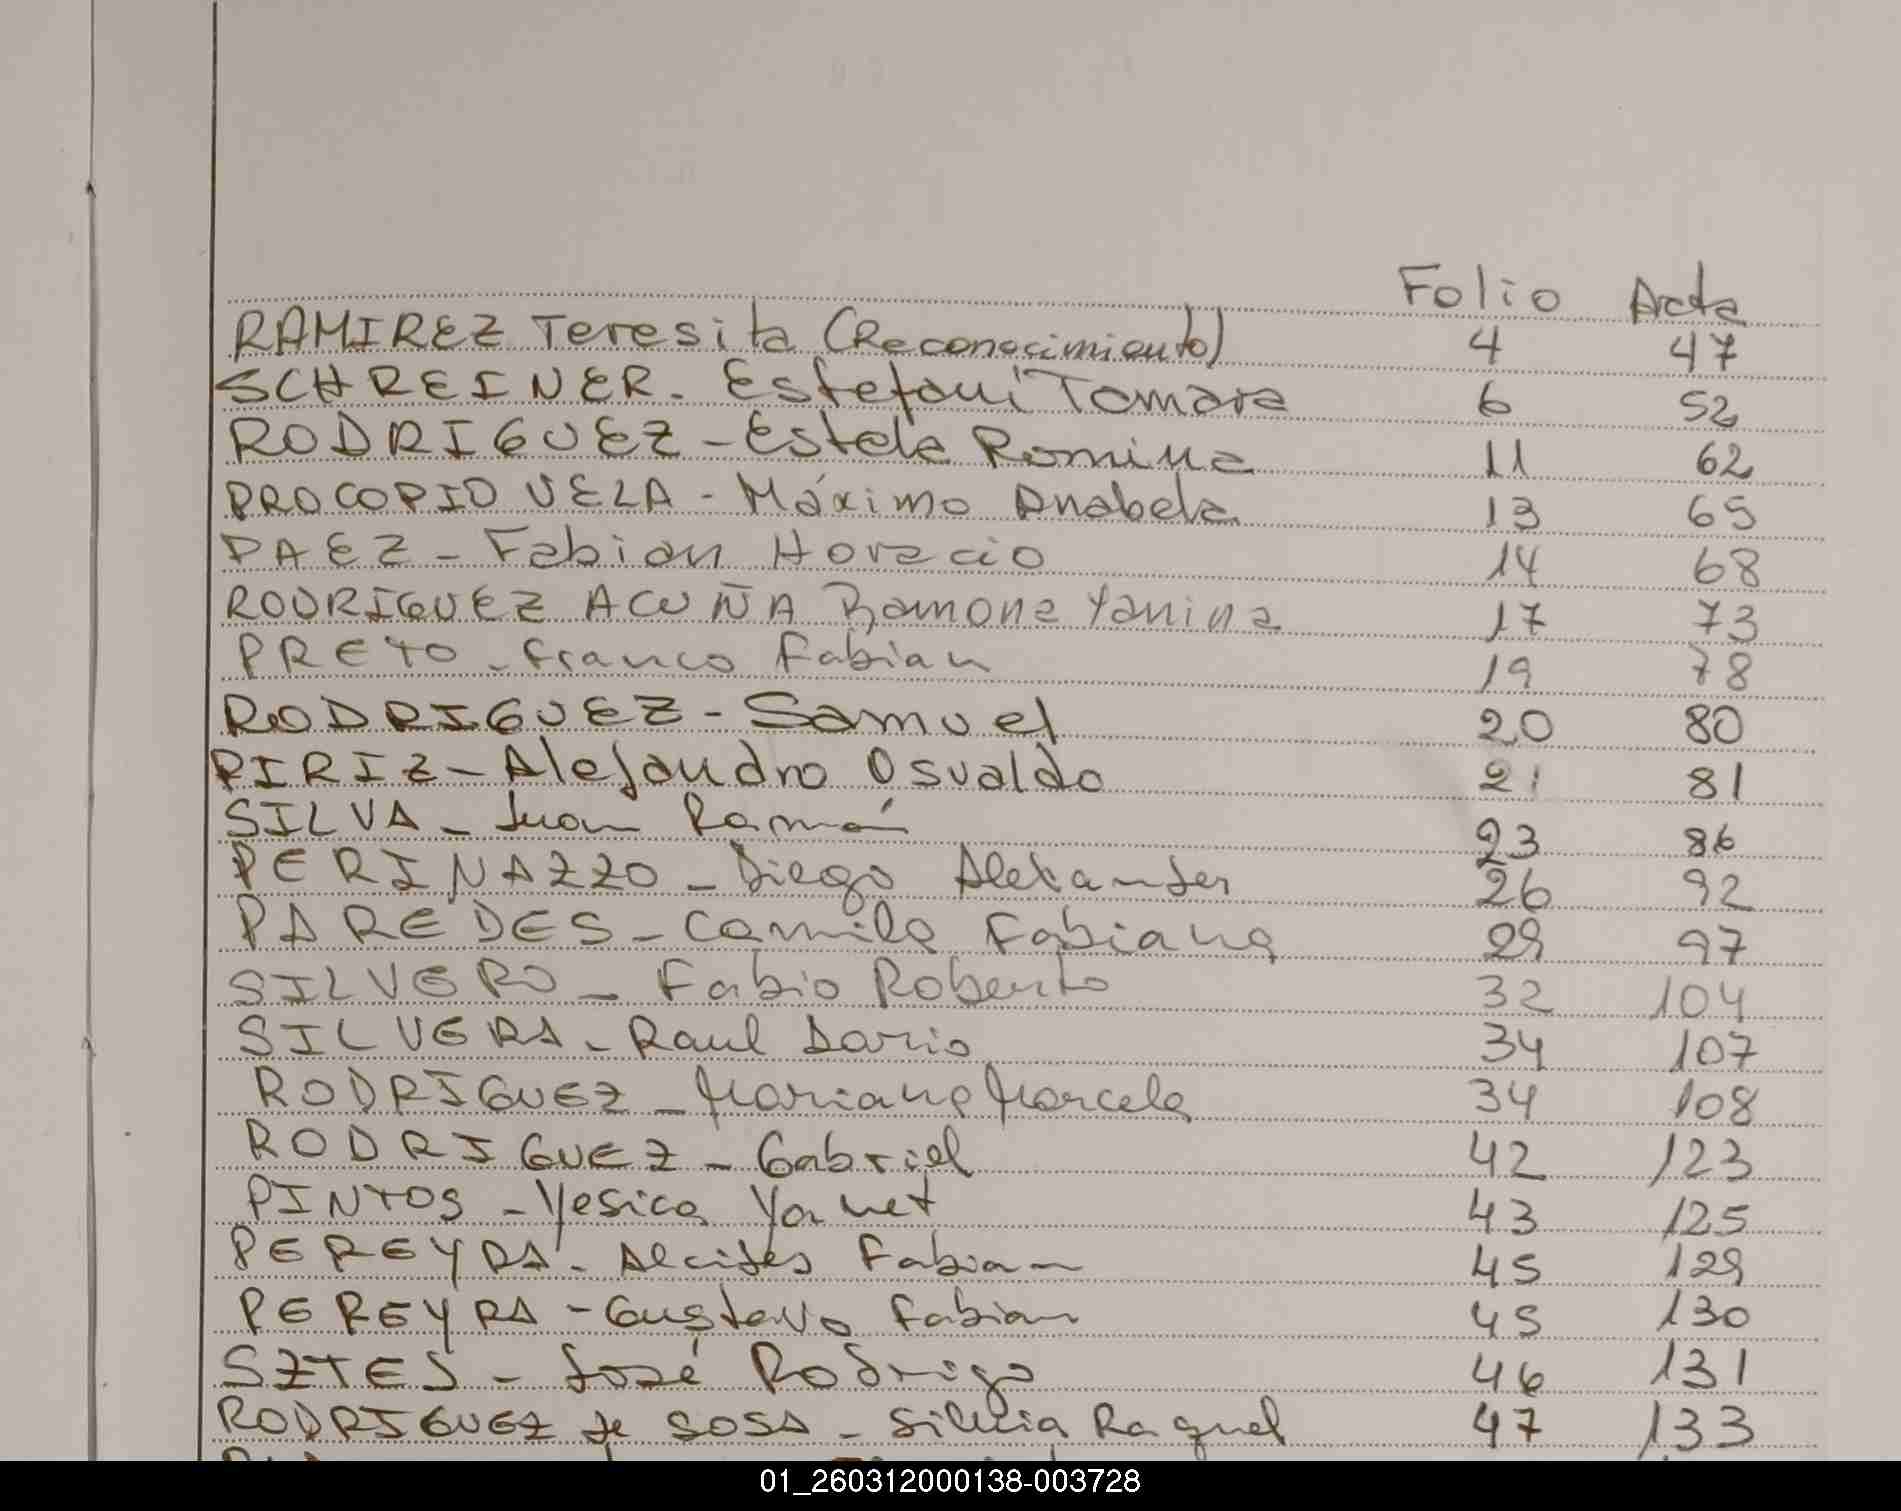 Folio Acta
RAMIREZ Teresita (Reconocimiento) 4 47
SCHREINER. Estefani Tamara 6 52
RODRIGUEZ - Estela Romina 11 62
PROCOPIO VELA - Máximo Anabela 13 65
PAEZ - Fabian Horacio 14 68
RODRIGUEZ ACUÑA Ramona Yanina 17 73
PRETO - Franco Fabian 19 78
RODRIGUEZ - Samuel 20 80
PIRIZ - Alejandro Osvaldo 21 81
SILVA - Juan Ramón 23 86
PERINAZZO - Diego Alexander 26 92
PAREDES - Camila Fabiana 29 97
SILVERO - Fabio Roberto 32 104
SILVERA - Raul Dario 34 107
RODRIGUEZ - Mariana Marcela 34 108
RODRIGUEZ - Gabriel 42 123
PINTOS - Yesica Yanet 43 125
PEREYRA - Alcides Fabian 45 129
PEREYRA - Gustavo Fabian 45 130
SZTES - José Rodrigo 46 131
RODRIGUEZ de SOSA - Silvia Raquel 47 133
01_260312000138-003728